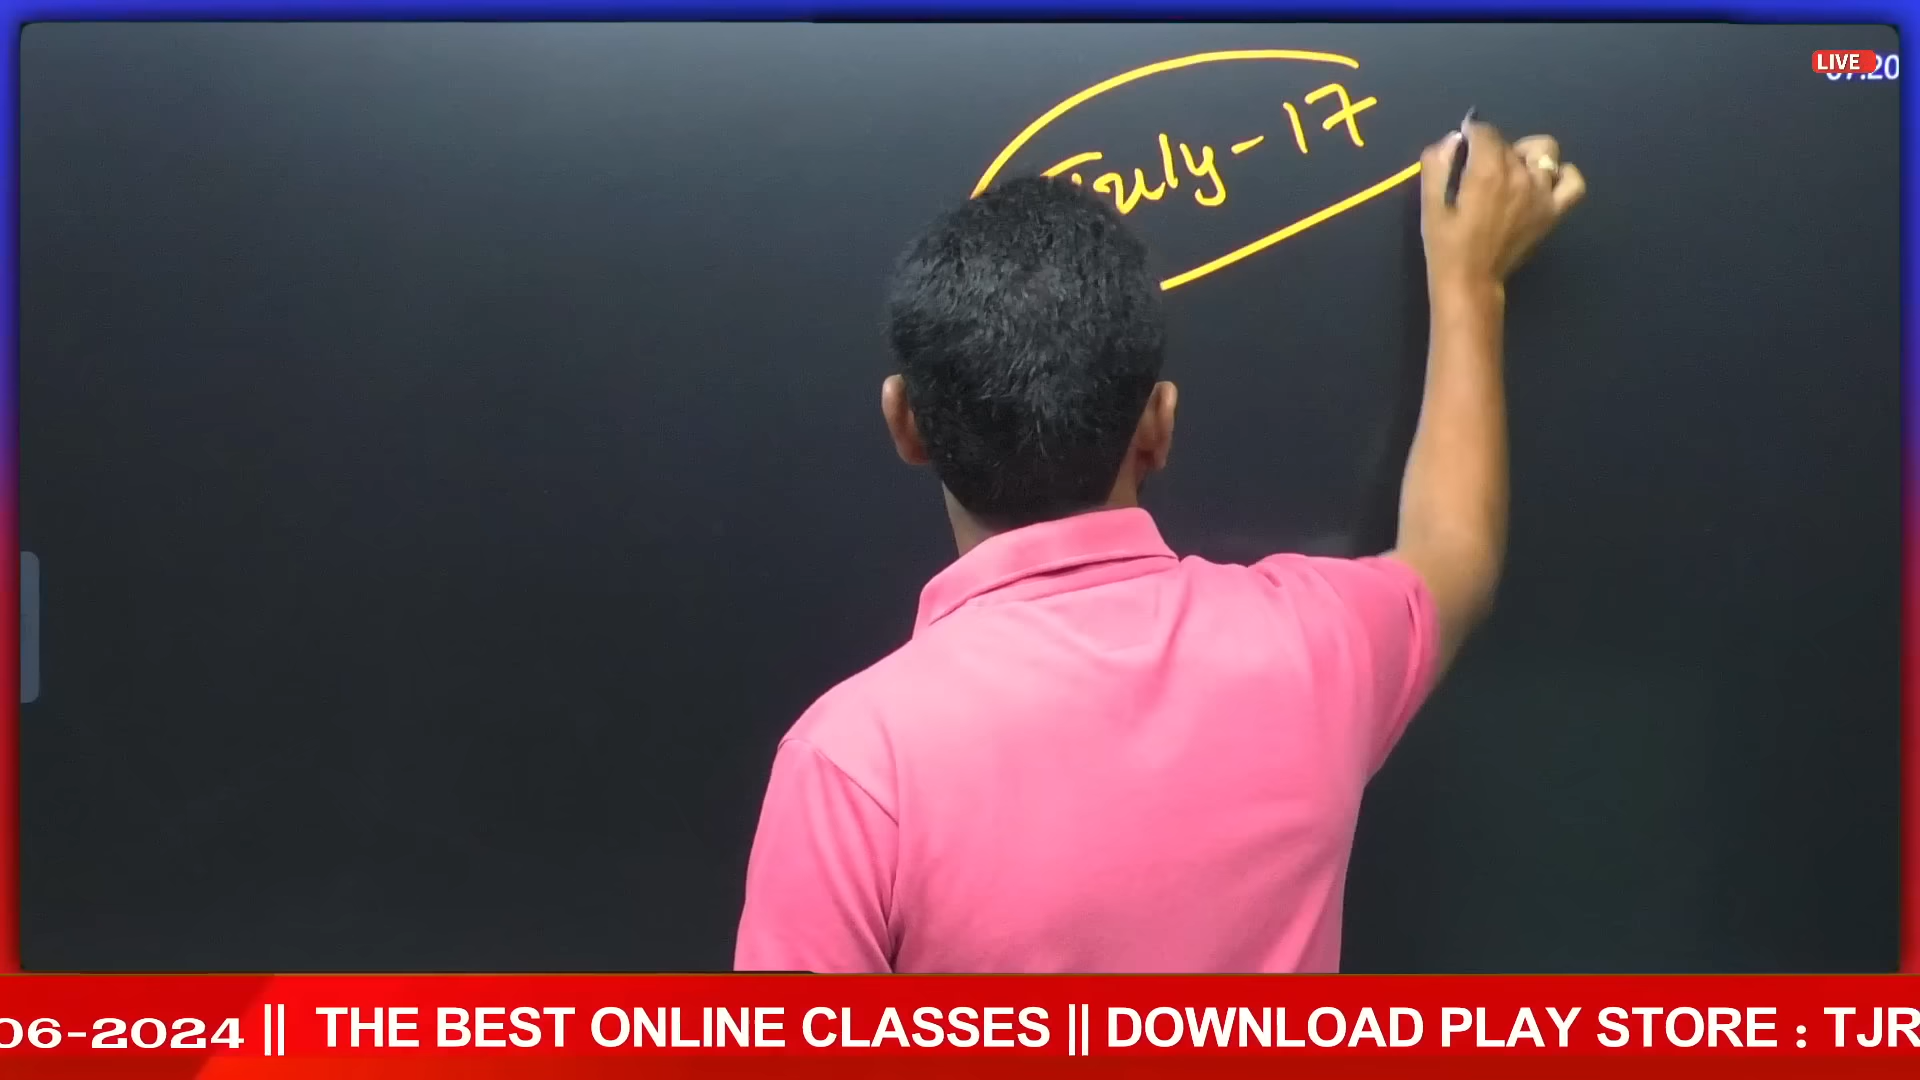 LIVE
July-17
06-2024 || THE BEST ONLINE CLASSES || DOWNLOAD PLAY STORE : TJR